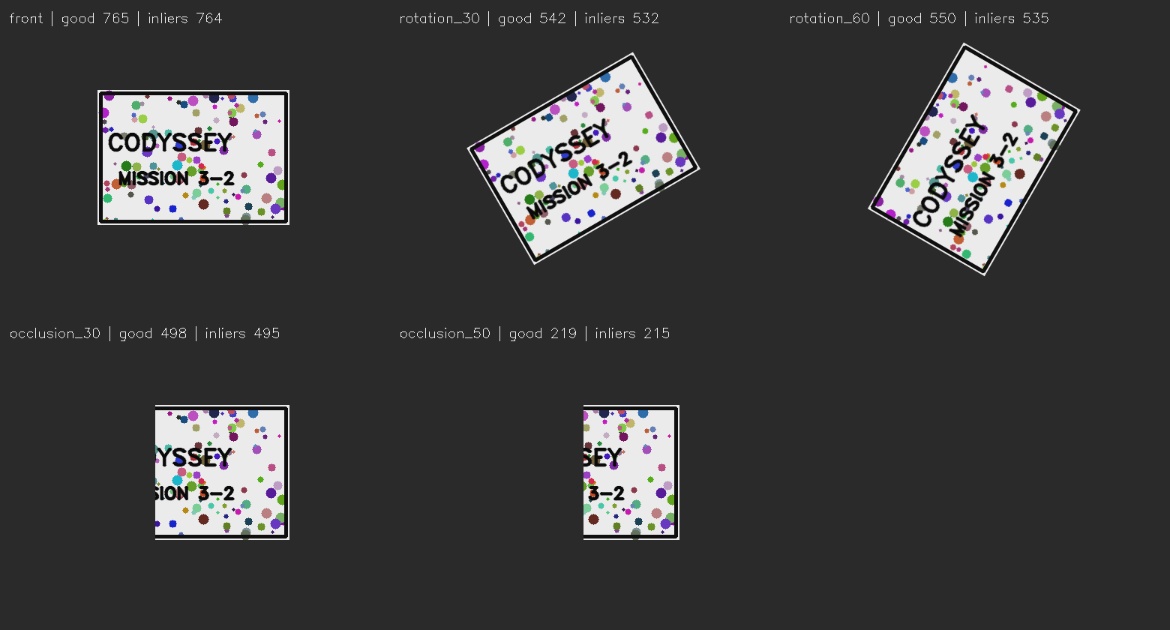 front | good 765 | inliers 764
rotation_30 | good 542 | inliers 532
rotation_60 | good 550 | inliers 535
CODYSSEY
MISSION 3-2
CODYSSEY
MISSION 3-2
CODYSSEY
MISSION 3-2
occlusion_30 | good 498 | inliers 495
occlusion_50 | good 219 | inliers 215
YSSEY
SION 3-2
SEY
3-2